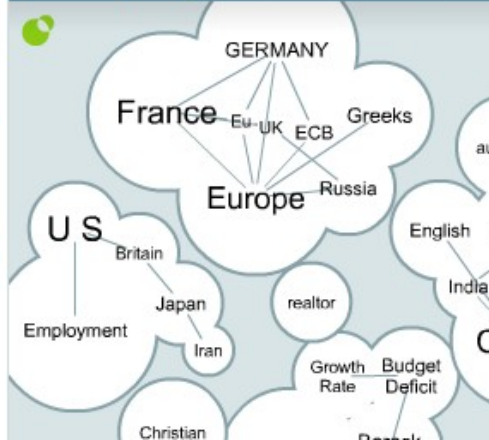 GERMANY
France
Eu
UK
ECB
Greeks
Europe
Russia
U S
Britain
English
Japan
realtor
Employment
Iran
Growth
Rate
Budget
Deficit
Christian